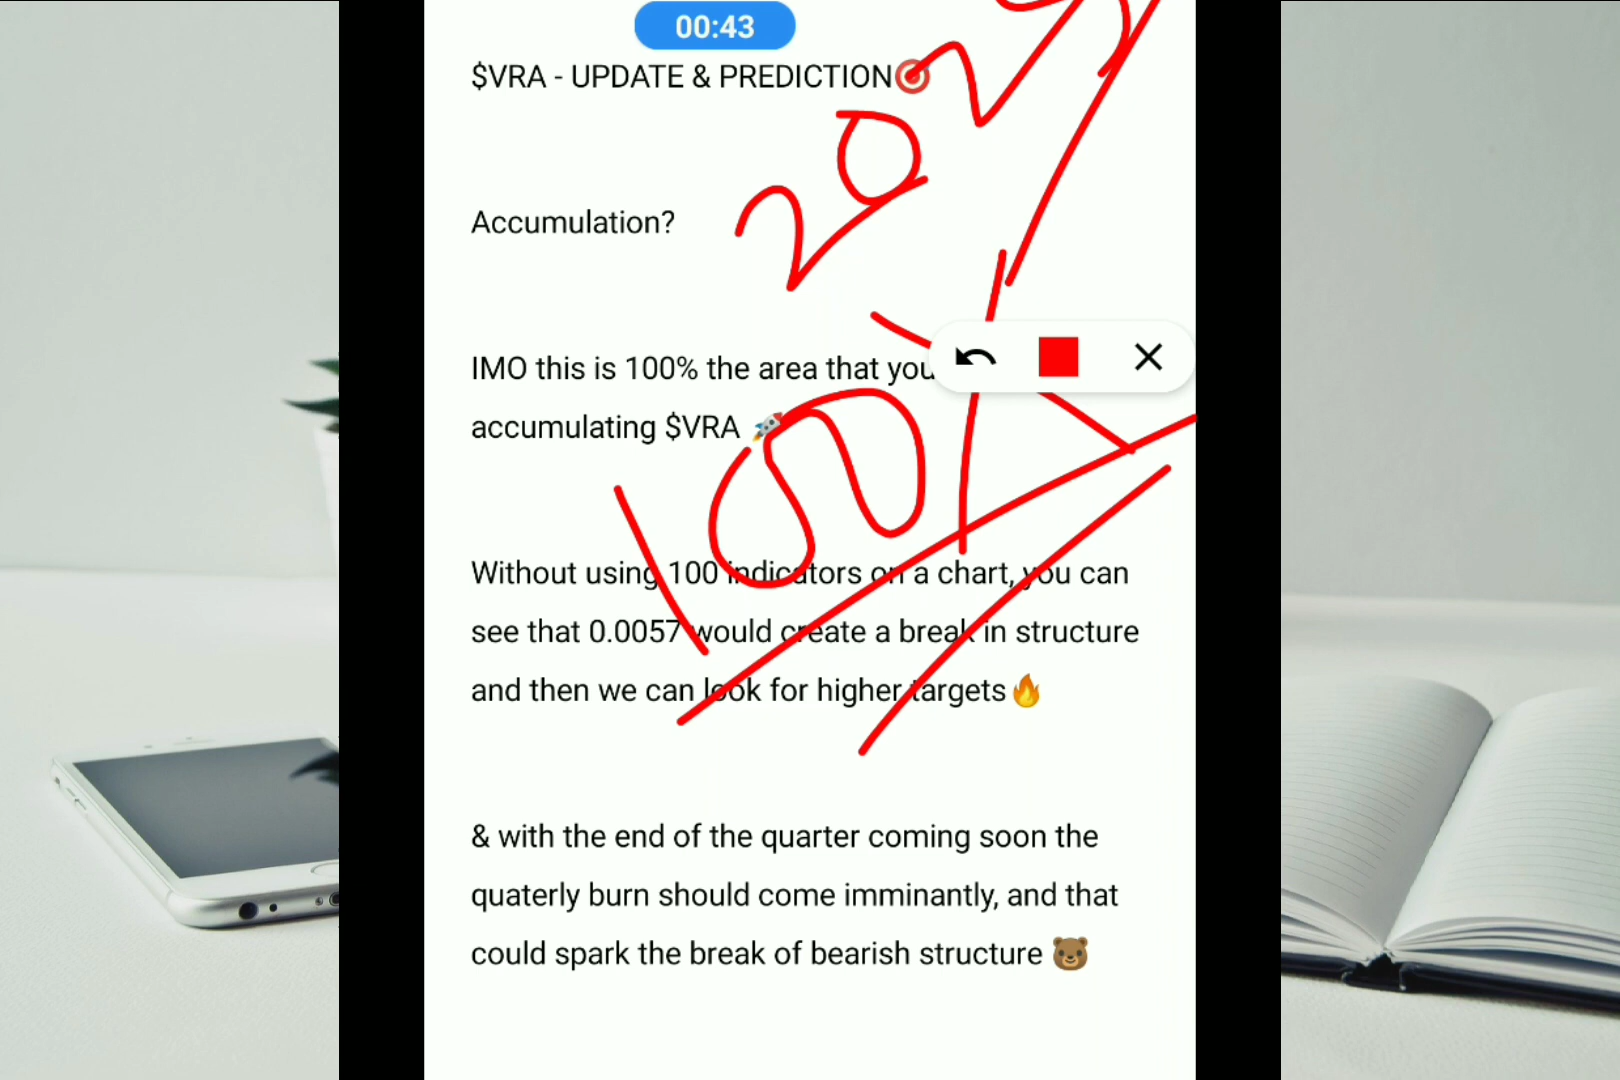 00:43
$VRA - UPDATE & PREDICTION🎯
Accumulation?
IMO this is 100% the area that you
accumulating $VRA 🚀
Without using 100 indicators on a chart, you can
see that 0.0057 would create a break in structure
and then we can look for higher targets🔥
& with the end of the quarter coming soon the
quaterly burn should come imminantly, and that
could spark the break of bearish structure 🐻
100